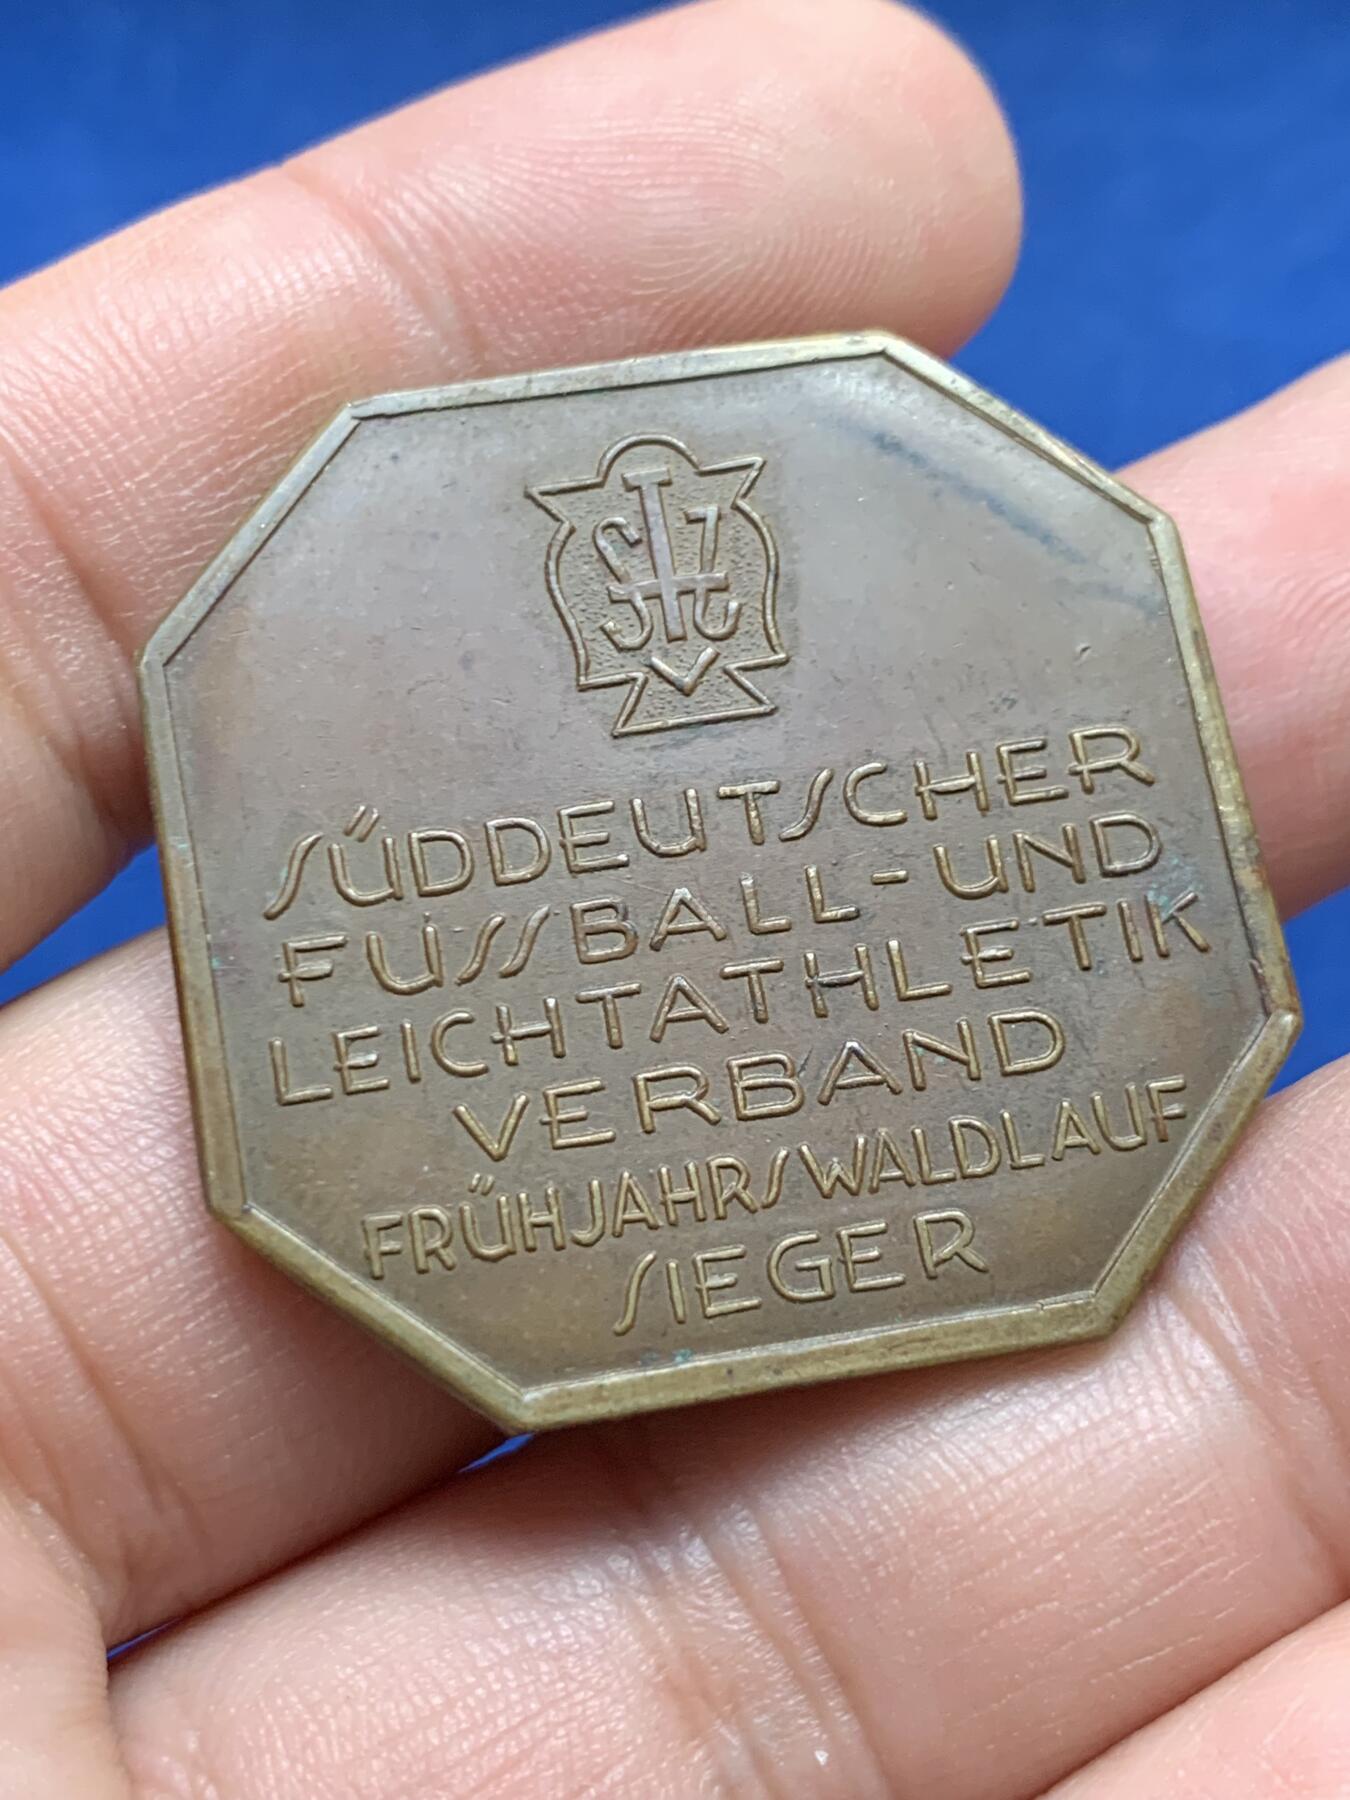 SÜDDEUTSCHER
FUSSBALL-UND
LEICHTATHLETIK
VERBAND
FRÜHJAHRSWALDLAUF
SIEGER